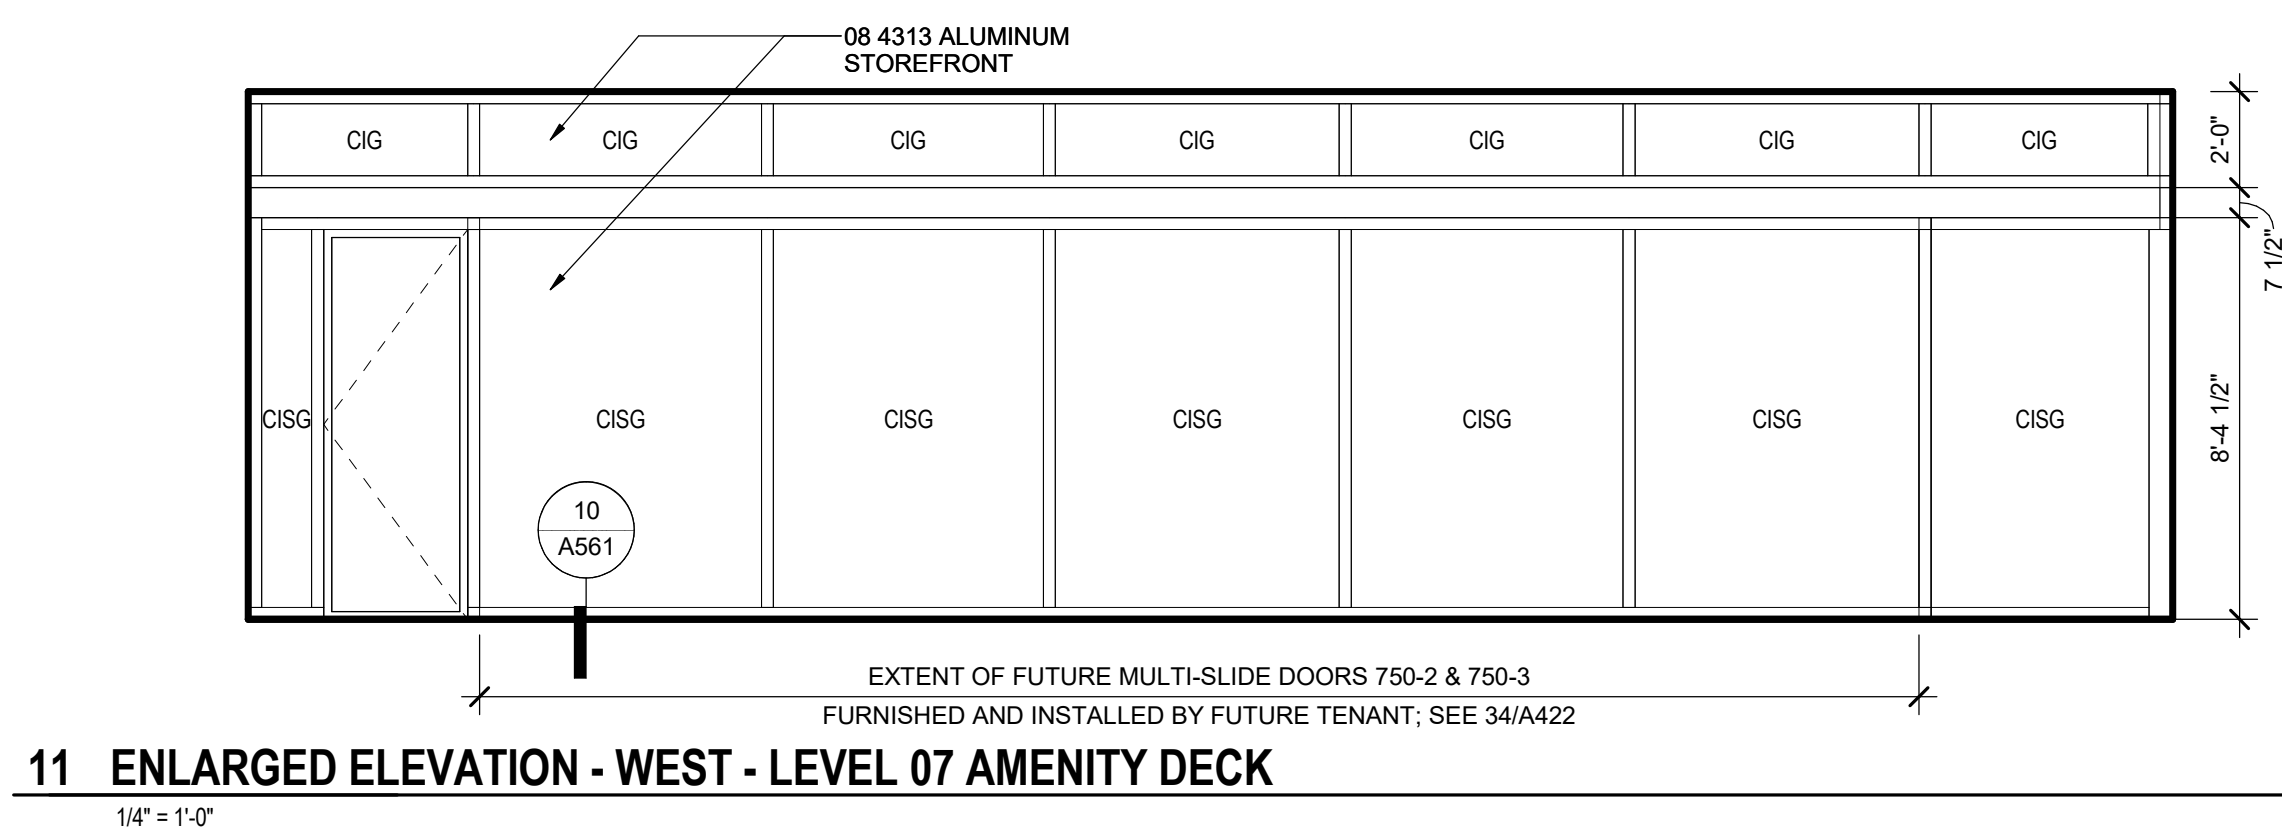 08 4313 ALUMINUM
STOREFRONT
CIG CIG CIG CIG CIG CIG CIG
2'-0"
7 1/2"
CISG CISG CISG CISG CISG CISG CISG
8'-4 1/2"
10
A561
EXTENT OF FUTURE MULTI-SLIDE DOORS 750-2 & 750-3
FURNISHED AND INSTALLED BY FUTURE TENANT; SEE 34/A422
11 ENLARGED ELEVATION - WEST - LEVEL 07 AMENITY DECK
1/4" = 1'-0"